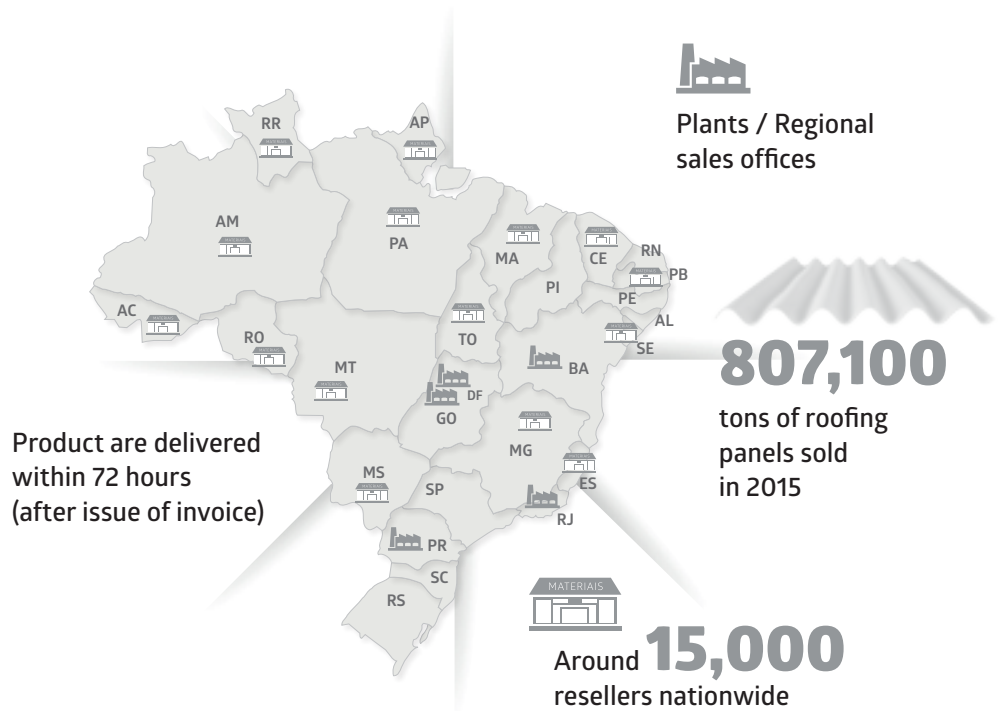 Plants / Regional
sales offices
RR
AP
AM
PA
MA
CE
RN
PB
PI
PE
AC
AL
TO
RO
SE
MT
BA
DF
GO
MG
MS
SP
ES
RJ
PR
SC
RS
807,100
tons of roofing
panels sold
in 2015
Product are delivered
within 72 hours
(after issue of invoice)
MATERIAIS
Around 15,000
resellers nationwide